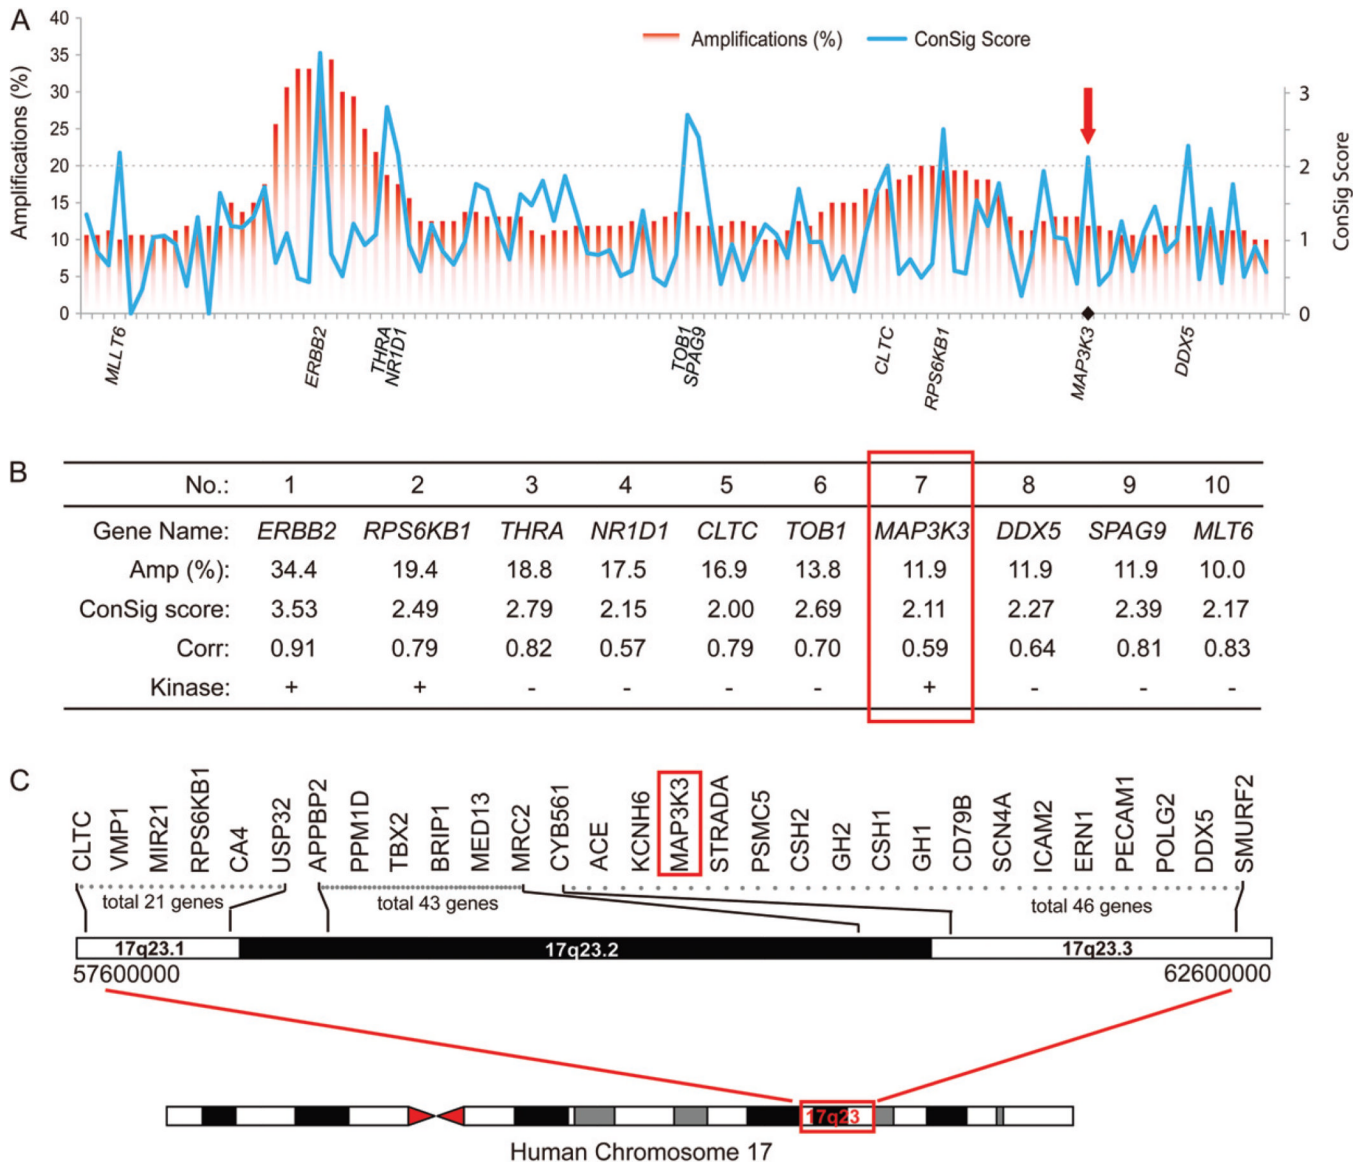 A
Amplifications (%)
ConSig Score
40
35
30
25
20
15
10
5
0
Amplifications (%)
3
2
1
0
ConSig Score
MLLT6
ERBB2
THRA
NR1D1
TOB1
SPAG9
CLTC
RPS6KB1
MAP3K3
DDX5
B
No.: 1 2 3 4 5 6 7 8 9 10
Gene Name: ERBB2 RPS6KB1 THRA NR1D1 CLTC TOB1 MAP3K3 DDX5 SPAG9 MLT6
Amp (%): 34.4 19.4 18.8 17.5 16.9 13.8 11.9 11.9 11.9 10.0
ConSig score: 3.53 2.49 2.79 2.15 2.00 2.69 2.11 2.27 2.39 2.17
Corr: 0.91 0.79 0.82 0.57 0.79 0.70 0.59 0.64 0.81 0.83
Kinase: + + - - - - + - - -
C
CLTC
VMP1
MIR21
RPS6KB1
CA4
USP32
APPBP2
PPM1D
TBX2
BRIP1
MED13
MRC2
CYB561
ACE
KCNH6
MAP3K3
STRADA
PSMC5
CSH2
GH2
CSH1
GH1
CD79B
SCN4A
ICAM2
ERN1
PECAM1
POLG2
DDX5
SMURF2
total 21 genes
total 43 genes
total 46 genes
17q23.1
17q23.2
17q23.3
57600000
62600000
17q23
Human Chromosome 17